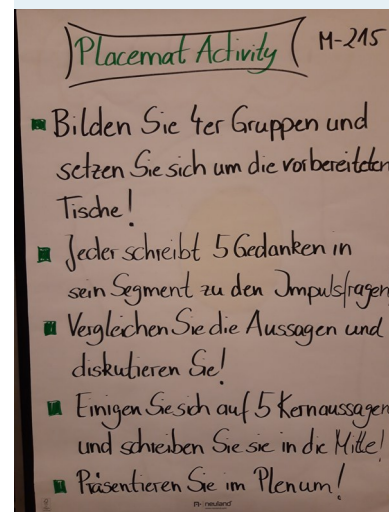 Placemat Activity M-215
Bilden Sie 4er Gruppen und
setzen Sie sich um die vorbereiteten
Tische!
Jeder schreibt 5 Gedanken in
sein Segment zu den Impulsfragen
Vergleichen Sie die Aussagen und
diskutieren Sie!
Einigen Sie sich auf 5 Kernaussagen
und schreiben Sie sie in die Mitte!
Präsentieren Sie im Plenum!
neuland